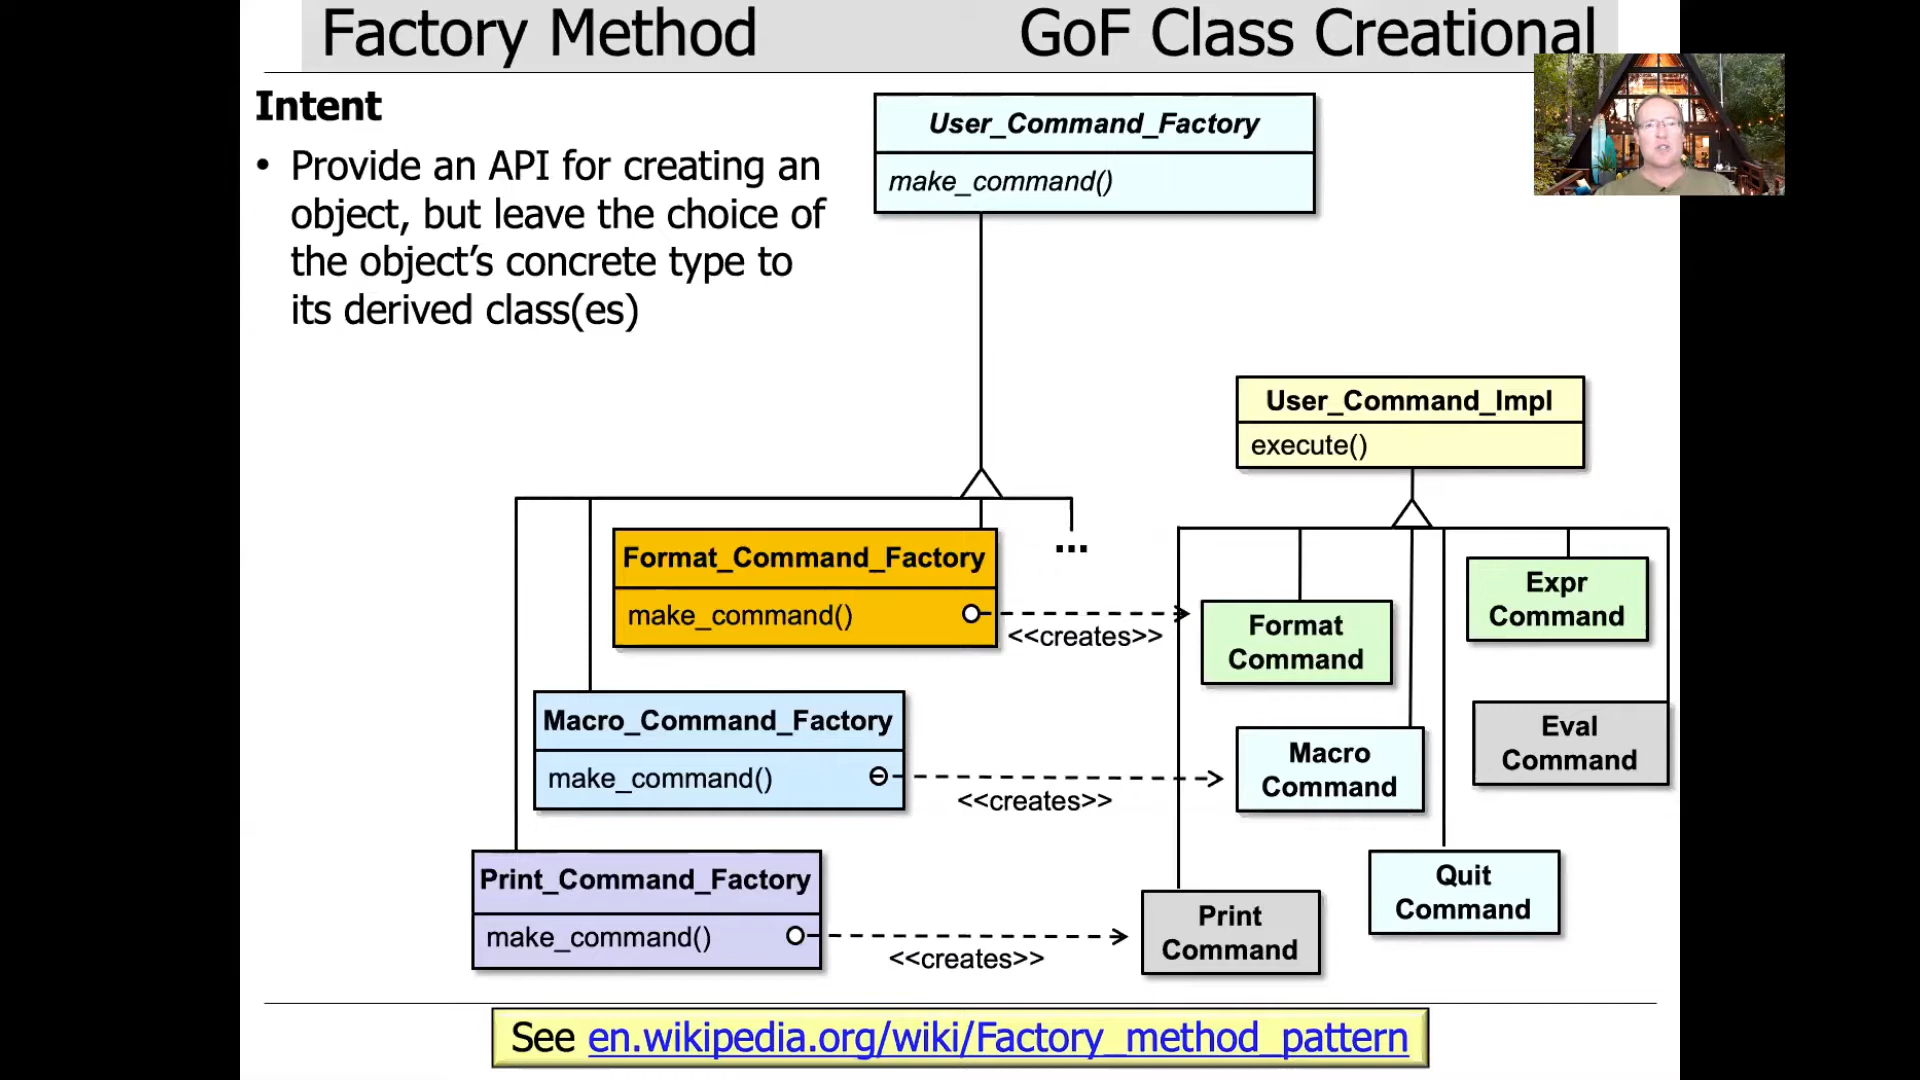 Factory Method
GoF Class Creational
Intent
• Provide an API for creating an
object, but leave the choice of
the object’s concrete type to
its derived class(es)
User_Command_Factory
make_command()
User_Command_Impl
execute()
...
Format_Command_Factory
make_command()
<<creates>>
Format
Command
Expr
Command
Macro_Command_Factory
make_command()
<<creates>>
Macro
Command
Eval
Command
Print_Command_Factory
make_command()
<<creates>>
Print
Command
Quit
Command
See en.wikipedia.org/wiki/Factory_method_pattern